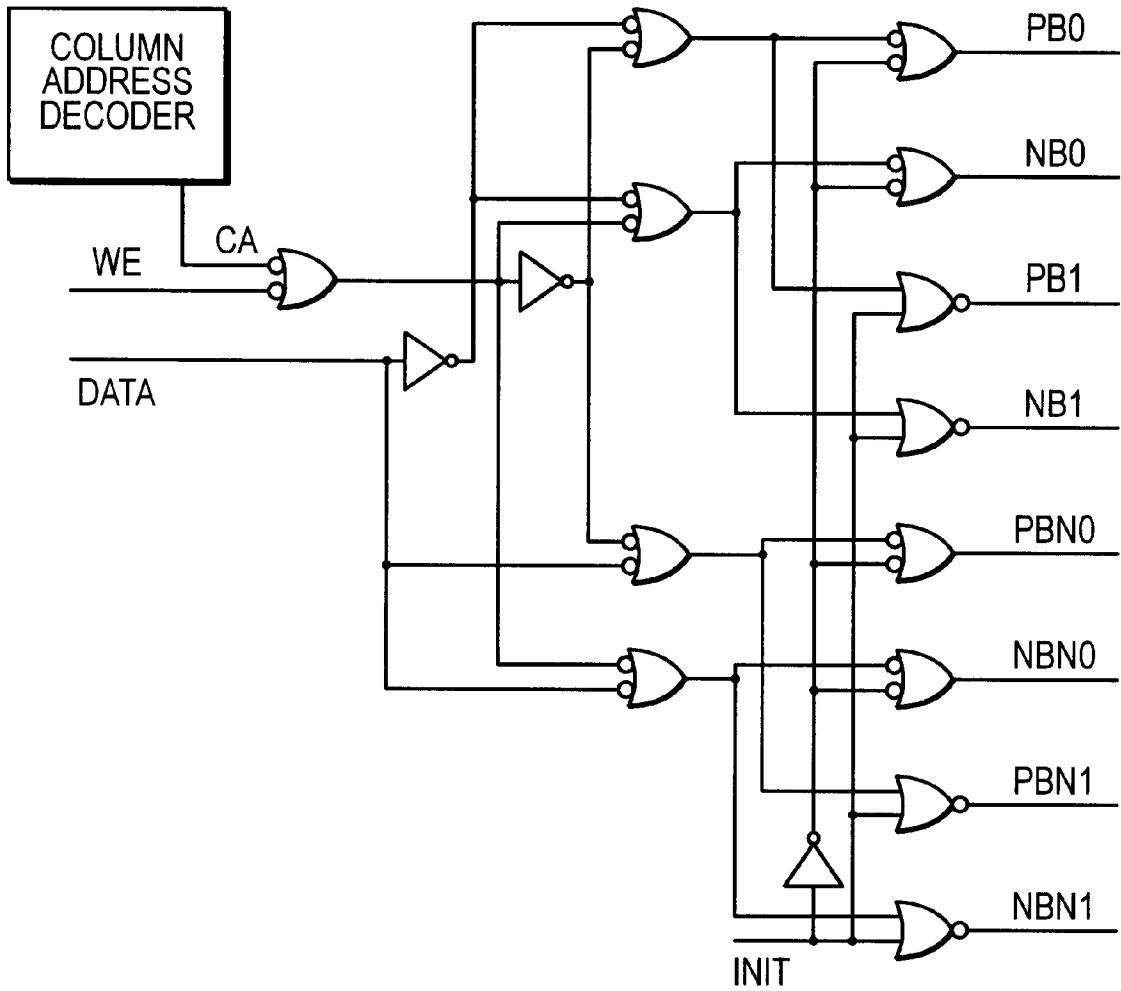 COLUMN
ADDRESS
DECODER
PB0
NB0
CA
WE
PB1
DATA
NB1
PBN0
NBN0
PBN1
NBN1
INIT